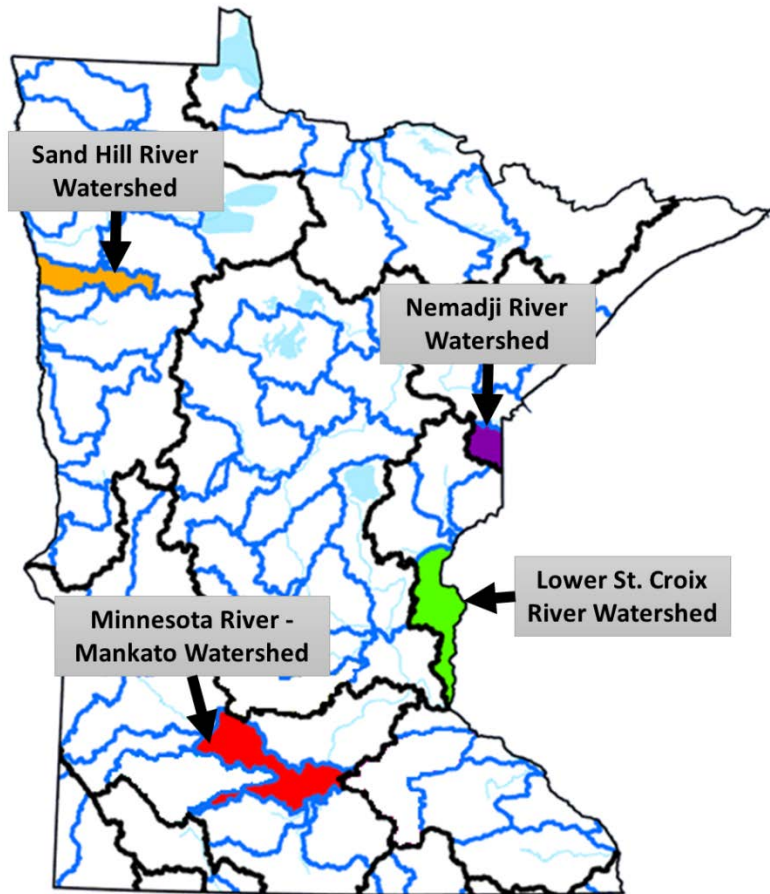 Sand Hill River
Watershed
Nemadji River
Watershed
Lower St. Croix
River Watershed
Minnesota River -
Mankato Watershed